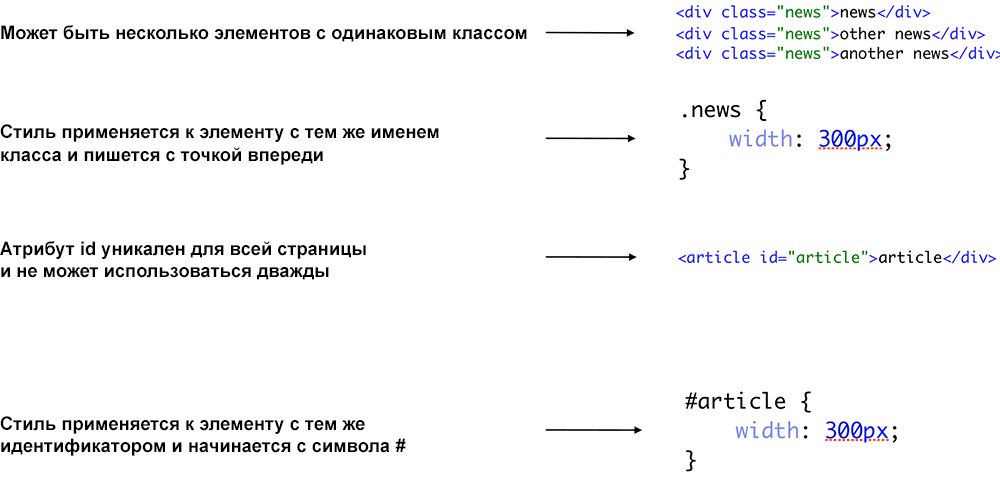 Может быть несколько элементов с одинаковым классом
<div class="news">news</div>
<div class="news">other news</div>
<div class="news">another news</div>
Стиль применяется к элементу с тем же именем
класса и пишется с точкой впереди
.news {
width: 300px;
}
Атрибут id уникален для всей страницы
и не может использоваться дважды
<article id="article">article</div>
Стиль применяется к элементу с тем же
идентификатором и начинается с символа #
#article {
width: 300px;
}